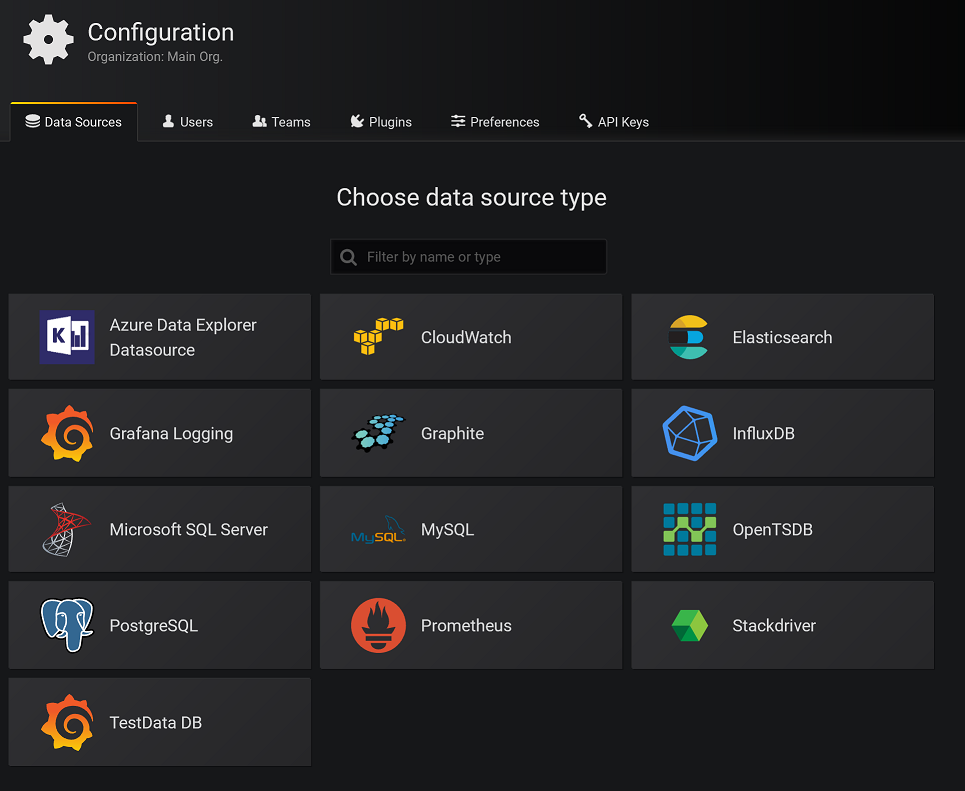 Configuration
Organization: Main Org.
Data Sources Users Teams Plugins Preferences API Keys
Choose data source type
Filter by name or type
K Azure Data Explorer
Datasource
CloudWatch
Elasticsearch
Grafana Logging
Graphite
InfluxDB
Microsoft SQL Server
MySQL MySQL
OpenTSDB
PostgreSQL
Prometheus
Stackdriver
TestData DB